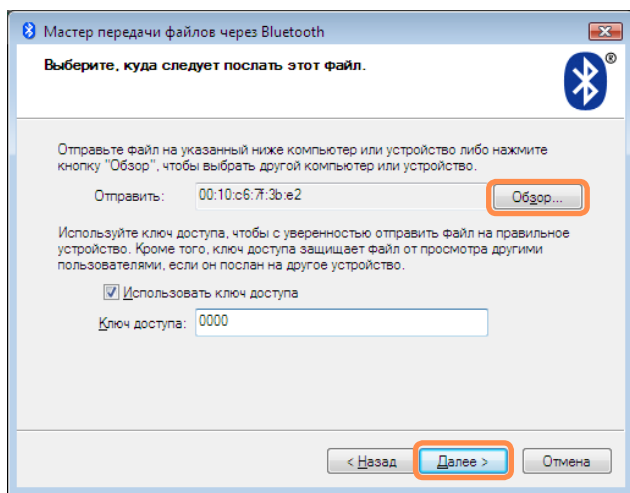 Мастер передачи файлов через Bluetooth
Выберите, куда следует послать этот файл.
®
Отправьте файл на указанный ниже компьютер или устройство либо нажмите
кнопку "Обзор", чтобы выбрать другой компьютер или устройство.
Отправить: 00:10:c6:7f:3b:e2 Обзор...
Используйте ключ доступа, чтобы с уверенностью отправить файл на правильное
устройство. Кроме того, ключ доступа защищает файл от просмотра другими
пользователями, если он послан на другое устройство.
Использовать ключ доступа
Ключ доступа: 0000
< Назад Далее > Отмена